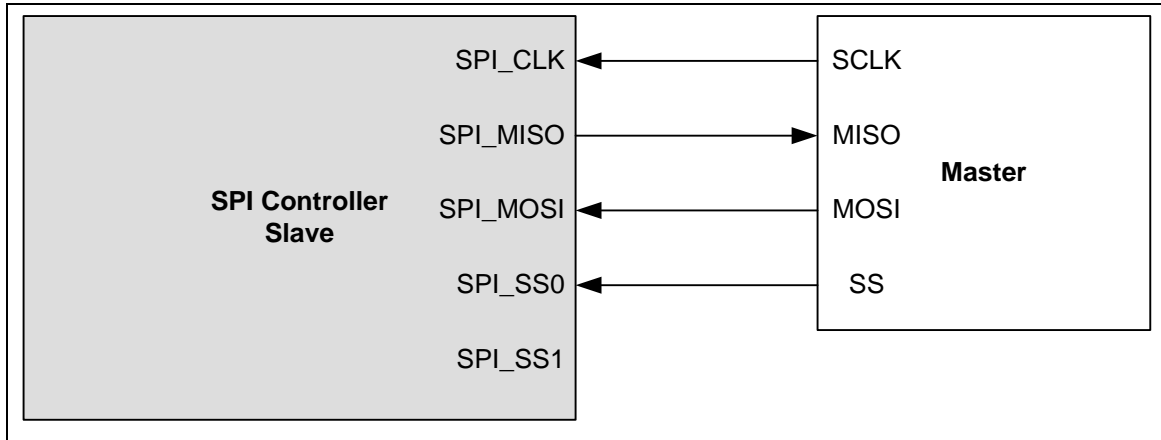 SPI_CLK
SCLK
SPI_MISO
MISO
SPI Controller
Slave
Master
SPI_MOSI
MOSI
SPI_SS0
SS
SPI_SS1